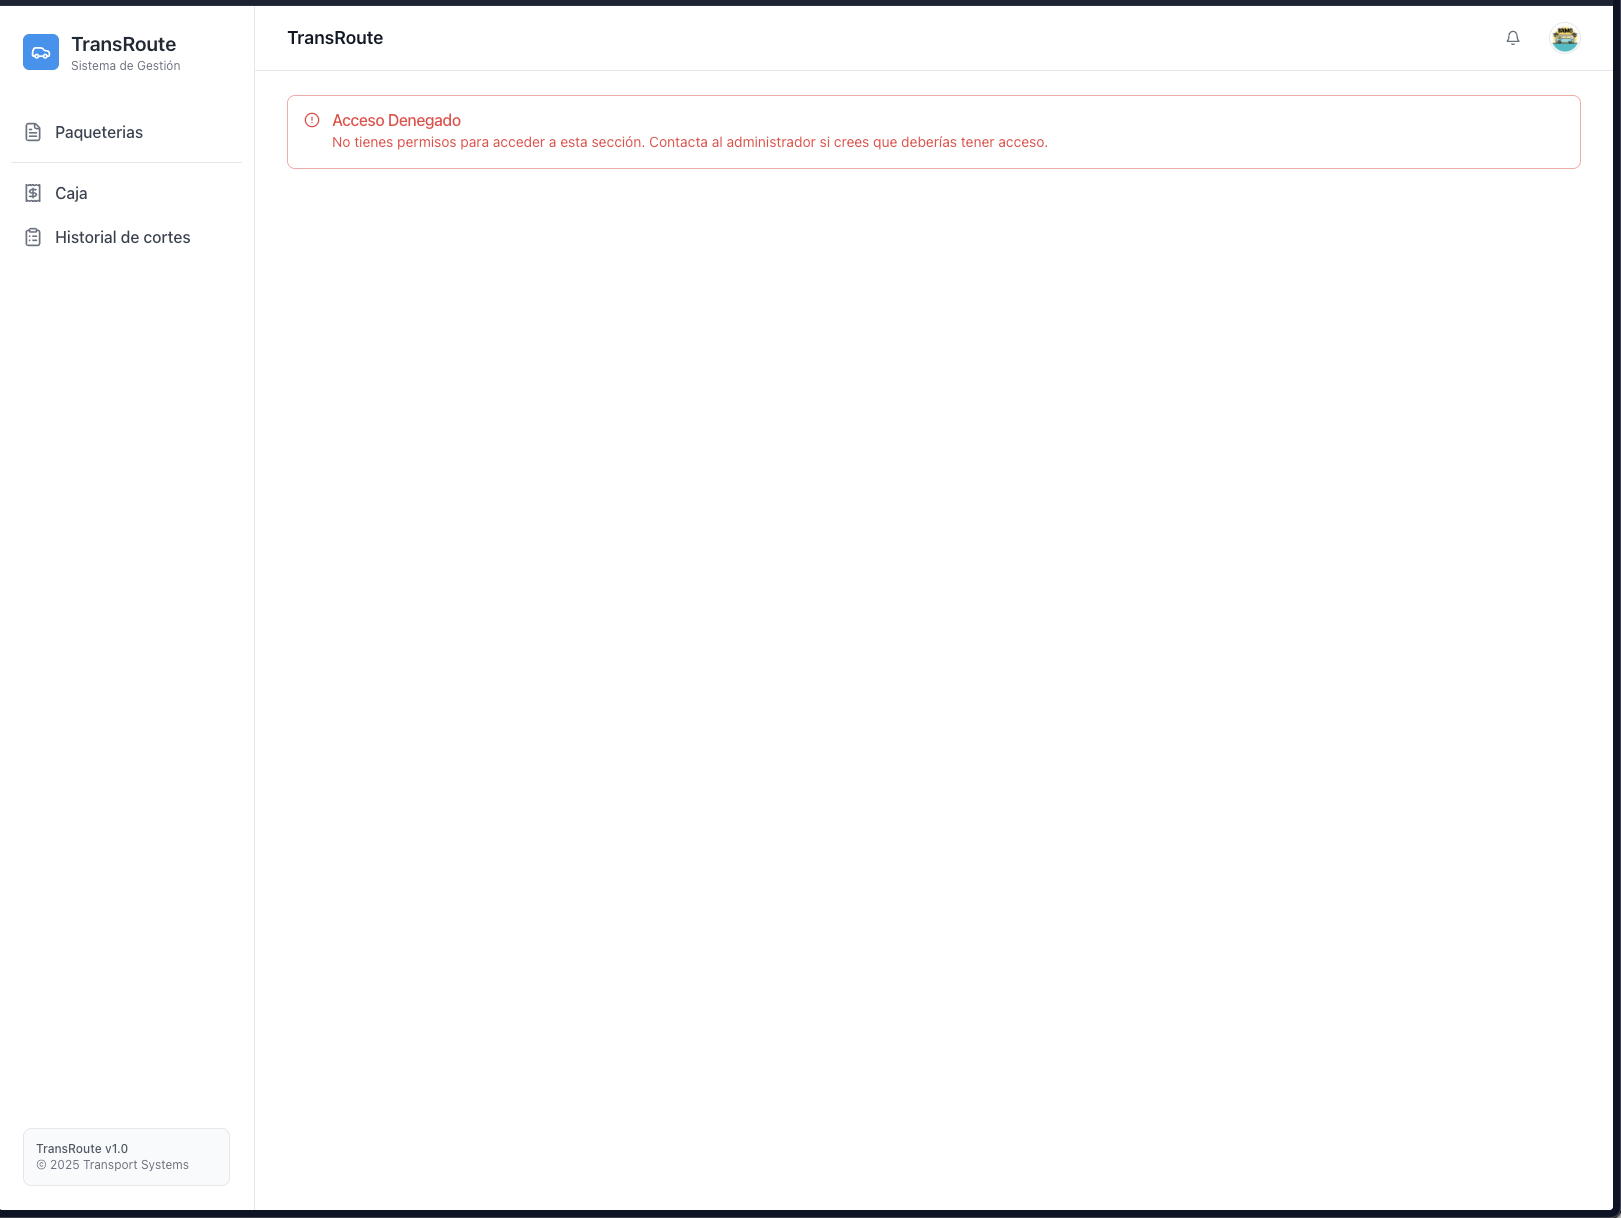 TransRoute
Sistema de Gestión
Paqueterias
Caja
Historial de cortes
TransRoute v1.0
© 2025 Transport Systems
TransRoute
Acceso Denegado
No tienes permisos para acceder a esta sección. Contacta al administrador si crees que deberías tener acceso.